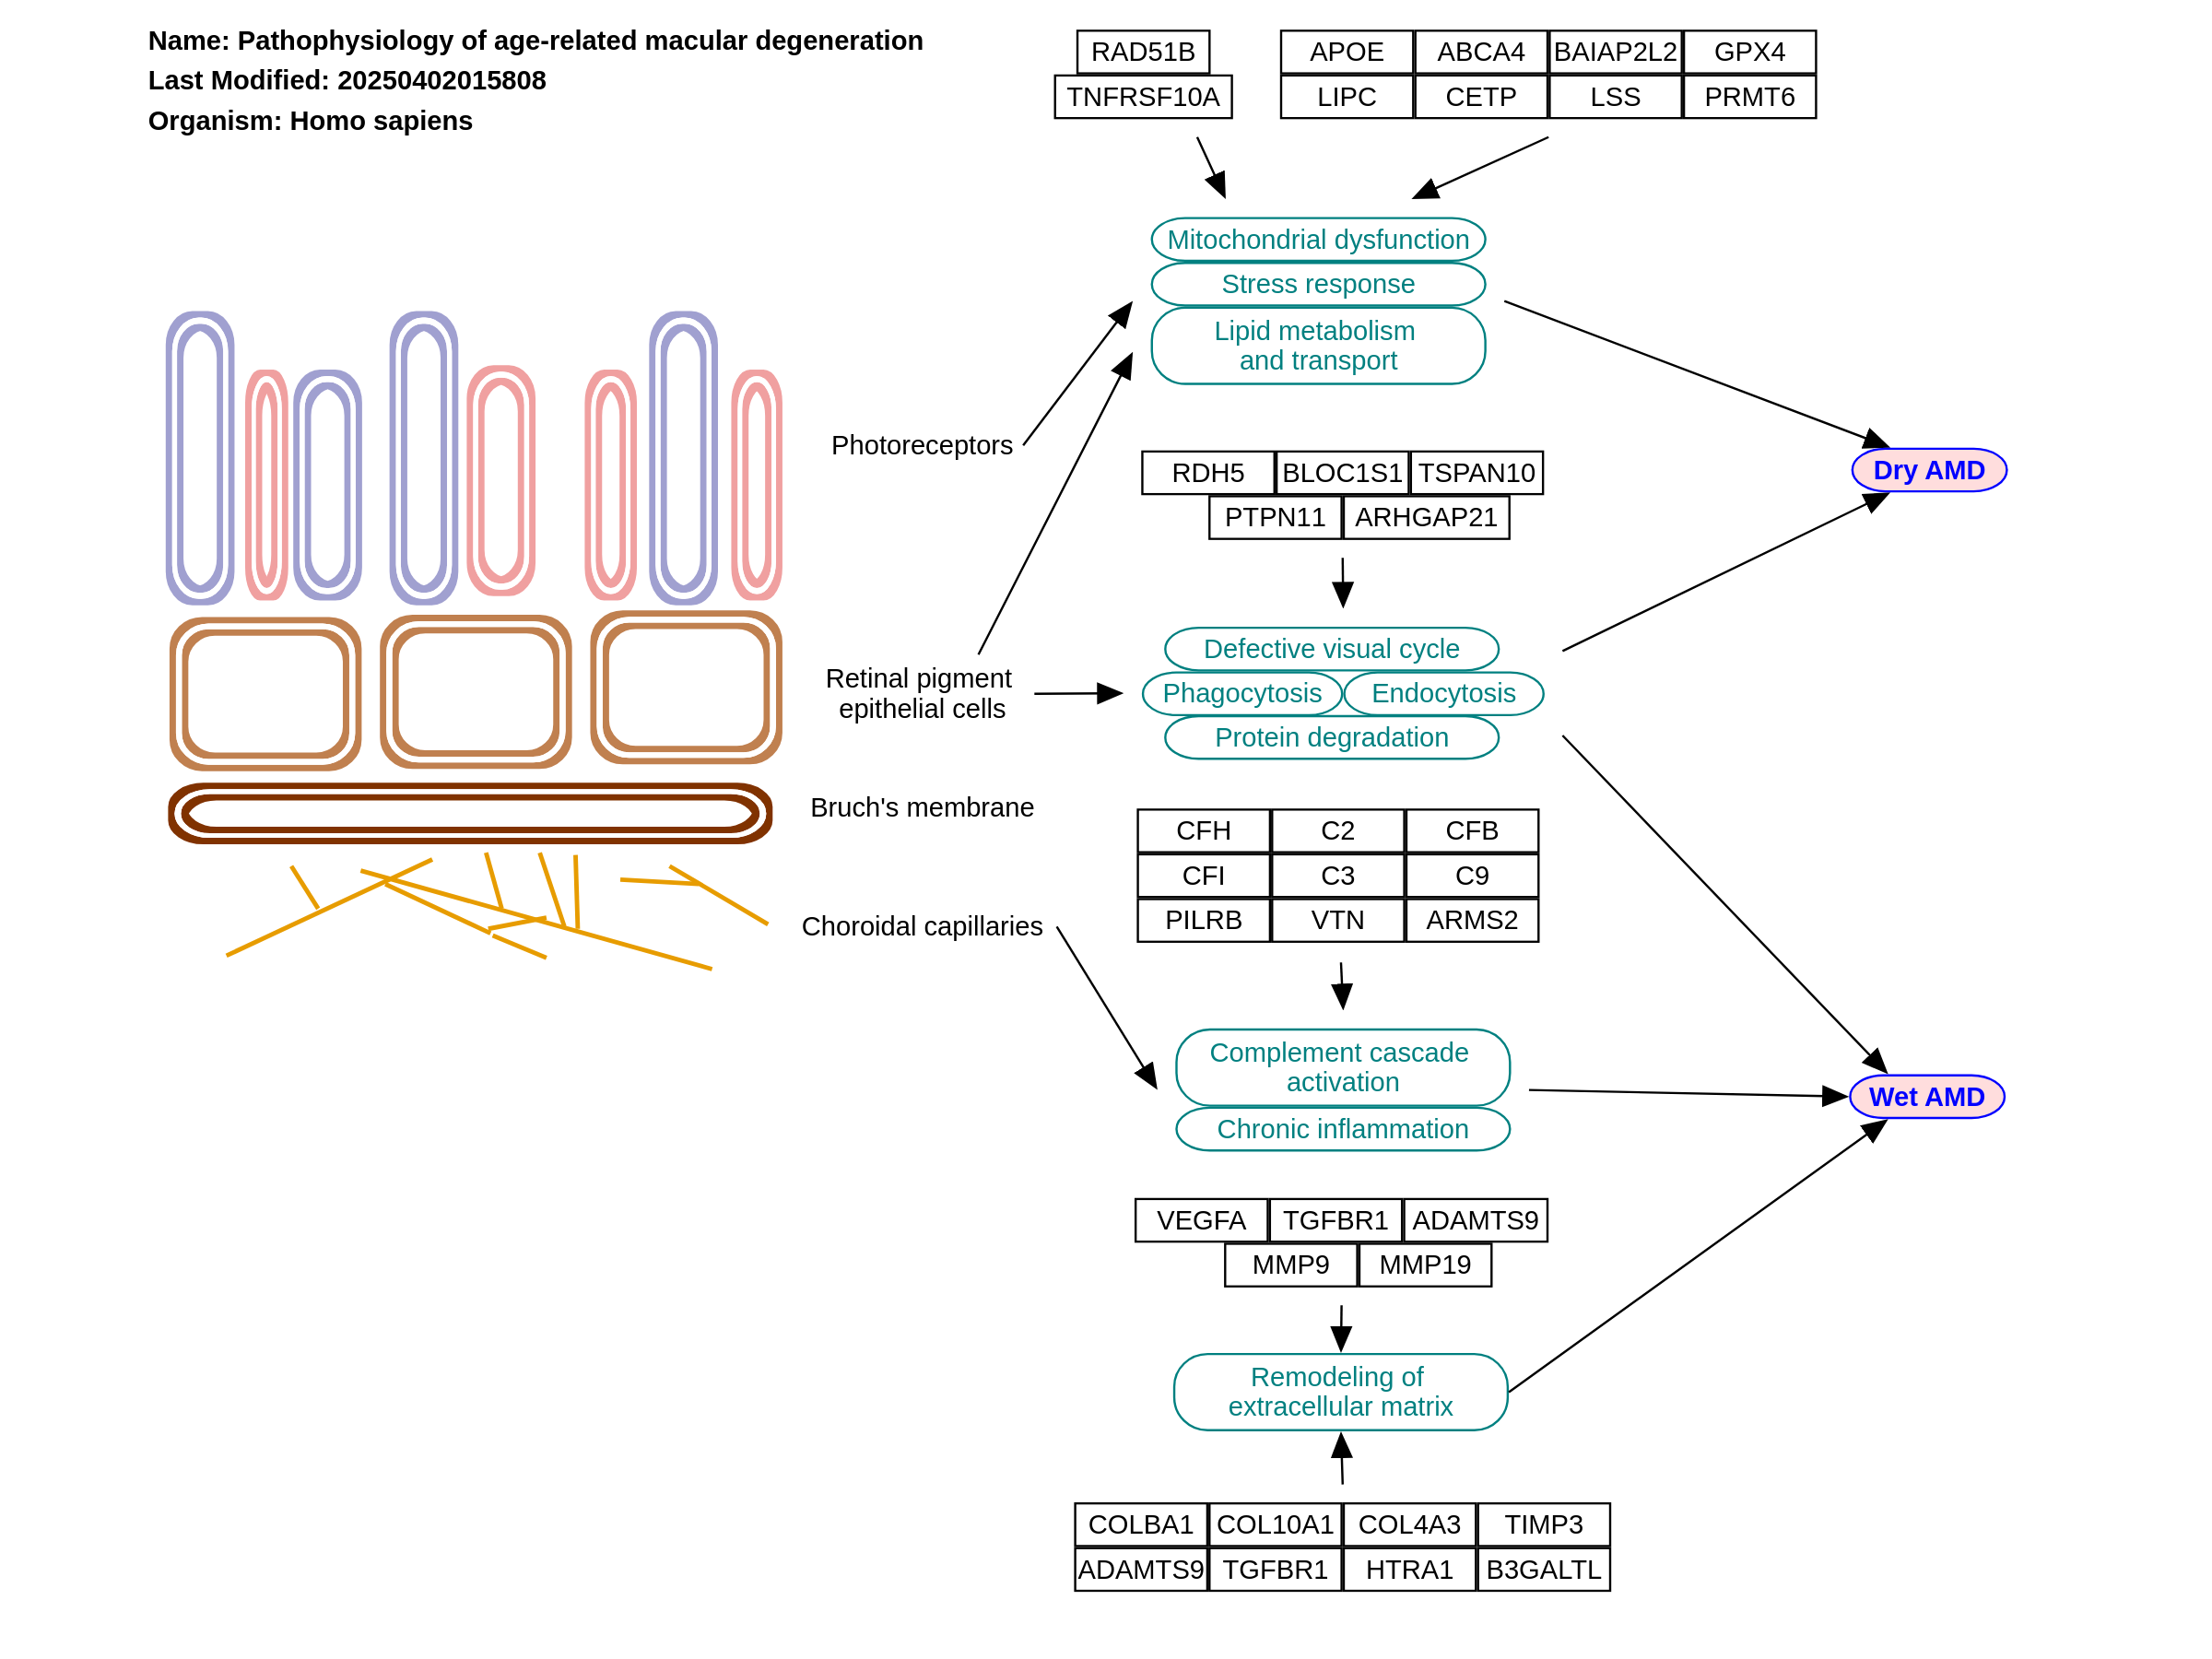 Name: Pathophysiology of age-related macular degeneration
Last Modified: 20250402015808
Organism: Homo sapiens
RAD51B
TNFRSF10A
APOE ABCA4 BAIAP2L2 GPX4
LIPC CETP LSS PRMT6
Mitochondrial dysfunction
Stress response
Lipid metabolism
and transport
Photoreceptors
RDH5 BLOC1S1 TSPAN10
PTPN11 ARHGAP21
Dry AMD
Defective visual cycle
Retinal pigment
epithelial cells
Phagocytosis Endocytosis
Protein degradation
Bruch's membrane
CFH C2 CFB
CFI C3 C9
PILRB VTN ARMS2
Choroidal capillaries
Complement cascade
activation
Chronic inflammation
Wet AMD
VEGFA TGFBR1 ADAMTS9
MMP9 MMP19
Remodeling of
extracellular matrix
COLBA1 COL10A1 COL4A3 TIMP3
ADAMTS9 TGFBR1 HTRA1 B3GALTL